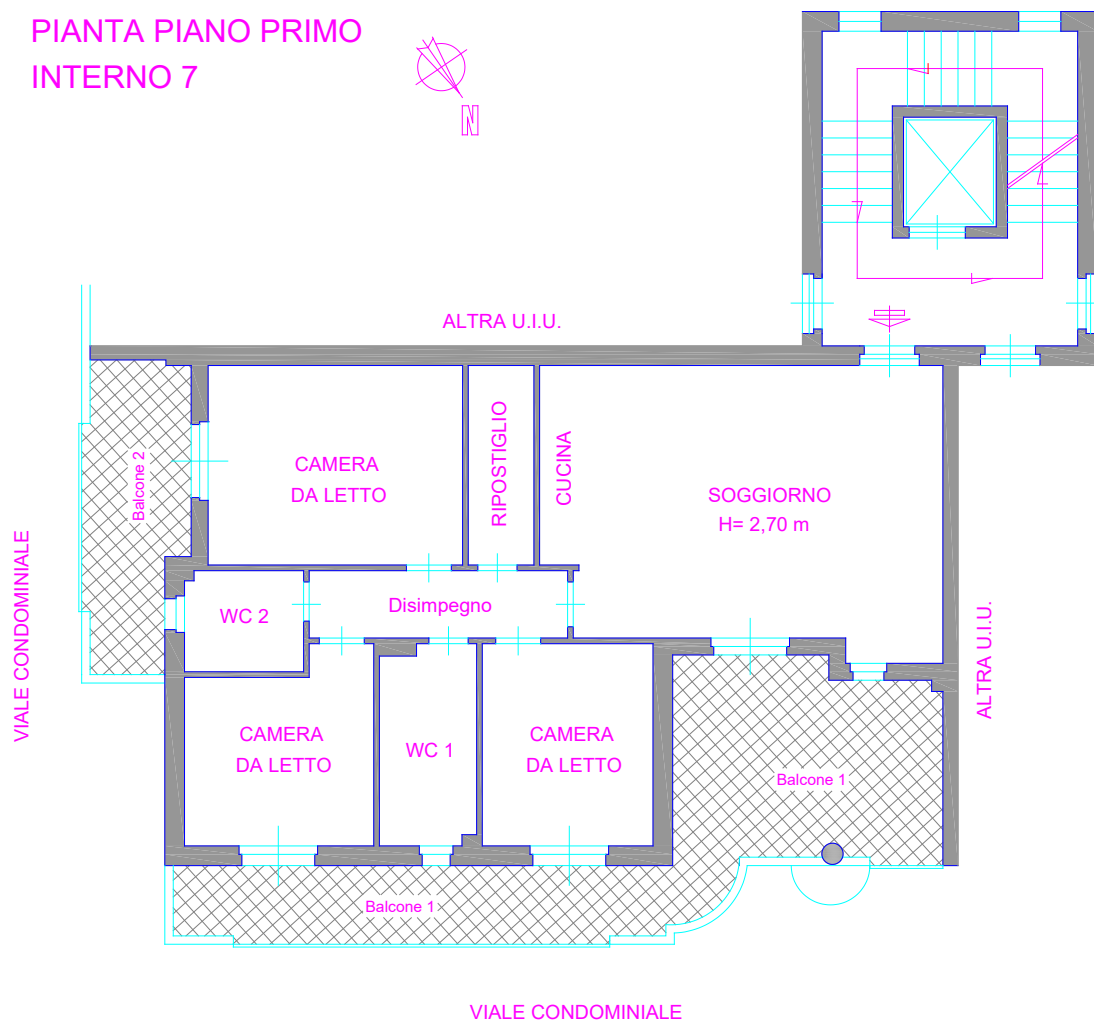 PIANTA PIANO PRIMO
INTERNO 7
N
ALTRA U.I.U.
CAMERA
DA LETTO
RIPOSTIGLIO
CUCINA
SOGGIORNO
H= 2,70 m
Balcone 2
VIALE CONDOMINIALE
WC 2
Disimpegno
ALTRA U.I.U.
CAMERA
DA LETTO
WC 1
CAMERA
DA LETTO
Balcone 1
Balcone 1
VIALE CONDOMINIALE